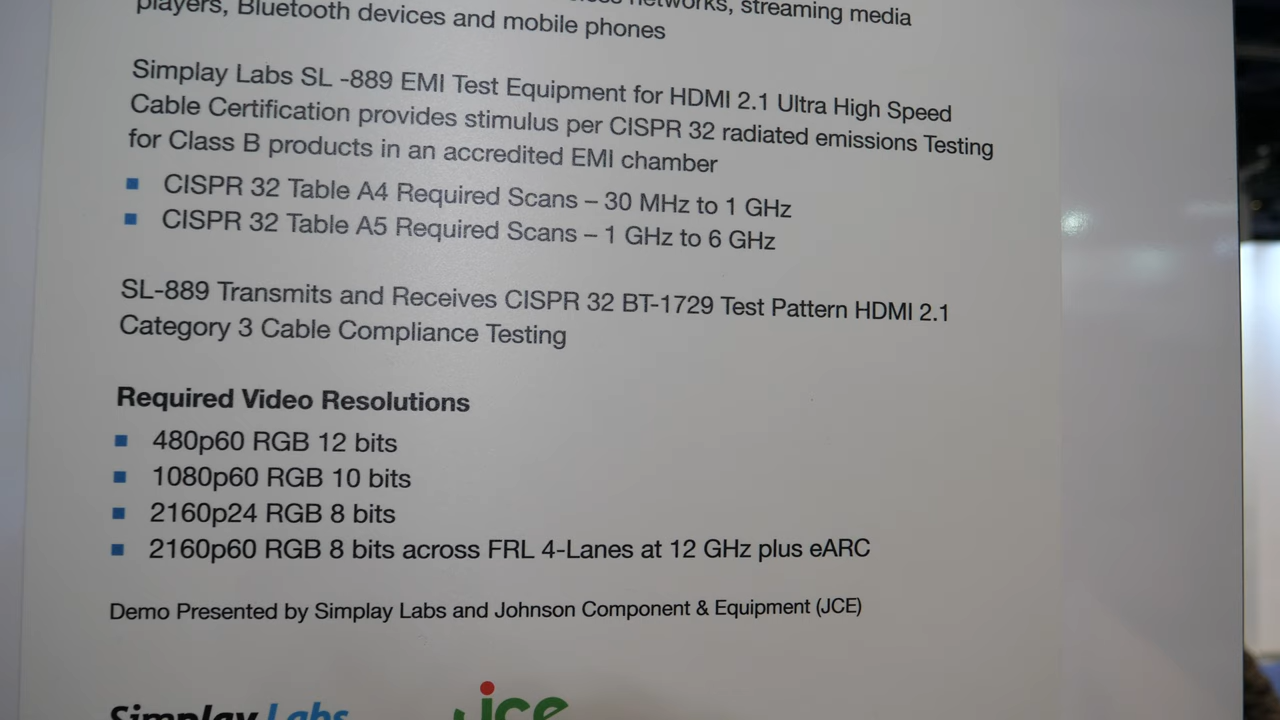 networks, streaming media
players, Bluetooth devices and mobile phones
Simplay Labs SL -889 EMI Test Equipment for HDMI 2.1 Ultra High Speed
Cable Certification provides stimulus per CISPR 32 radiated emissions Testing
for Class B products in an accredited EMI chamber
▪ CISPR 32 Table A4 Required Scans – 30 MHz to 1 GHz
▪ CISPR 32 Table A5 Required Scans – 1 GHz to 6 GHz
SL-889 Transmits and Receives CISPR 32 BT-1729 Test Pattern HDMI 2.1
Category 3 Cable Compliance Testing
Required Video Resolutions
▪ 480p60 RGB 12 bits
▪ 1080p60 RGB 10 bits
▪ 2160p24 RGB 8 bits
▪ 2160p60 RGB 8 bits across FRL 4-Lanes at 12 GHz plus eARC
Demo Presented by Simplay Labs and Johnson Component & Equipment (JCE)
Simplay Labs
jce